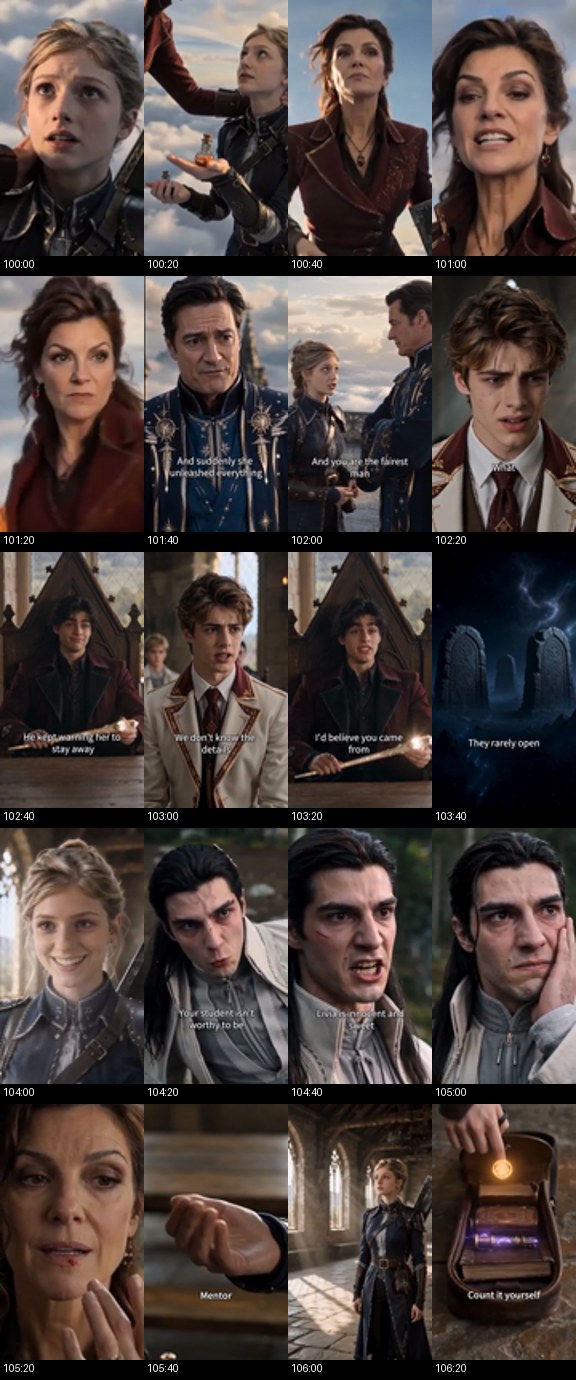 100:00
100:20
100:40
101:00
And suddenly she
unleashed everything
And you are the fairest
man
What
101:20
101:40
102:00
102:20
He kept warning her to
stay away
We don't know the
details
I'd believe you came
from
They rarely open
102:40
103:00
103:20
103:40
Your student isn't
worthy to be
Livia is innocent and
sweet
104:00
104:20
104:40
105:00
Mentor
Count it yourself
105:20
105:40
106:00
106:20